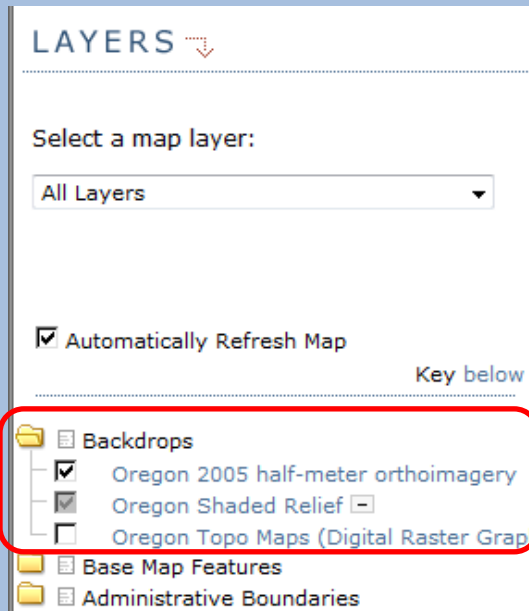 LAYERS
Select a map layer:
All Layers
Automatically Refresh Map
Key below
Backdrops
Oregon 2005 half-meter orthoimagery
Oregon Shaded Relief
Oregon Topo Maps (Digital Raster Grap
Base Map Features
Administrative Boundaries